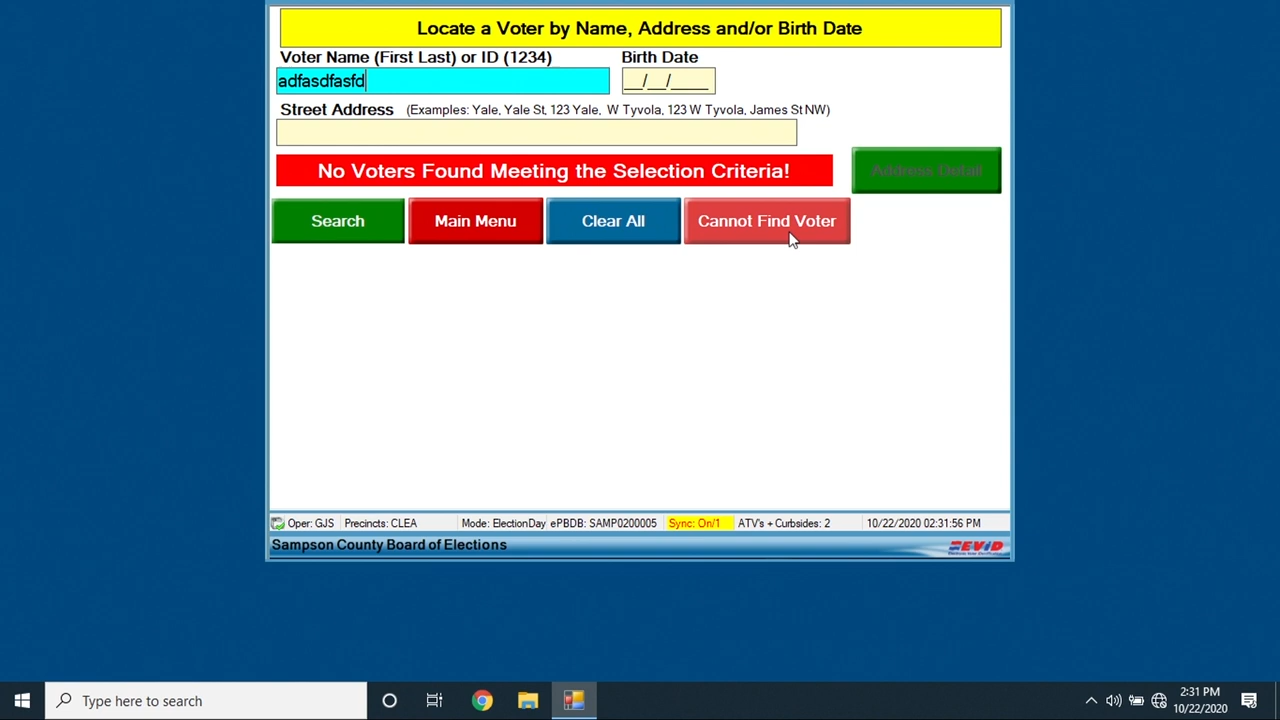 Locate a Voter by Name, Address and/or Birth Date
Voter Name (First Last) or ID (1234)
Birth Date
adfasdfasfd
__/__/____
Street Address (Examples: Yale, Yale St, 123 Yale, W Tyvola, 123 W Tyvola, James St NW)
No Voters Found Meeting the Selection Criteria!
Address Detail
Search
Main Menu
Clear All
Cannot Find Voter
Oper: GJS
Precincts: CLEA
Mode: ElectionDay
ePBDB: SAMP0200005
Sync: On/1
ATV's + Curbsides: 2
10/22/2020 02:31:56 PM
Sampson County Board of Elections
EViD
Type here to search
2:31 PM
10/22/2020